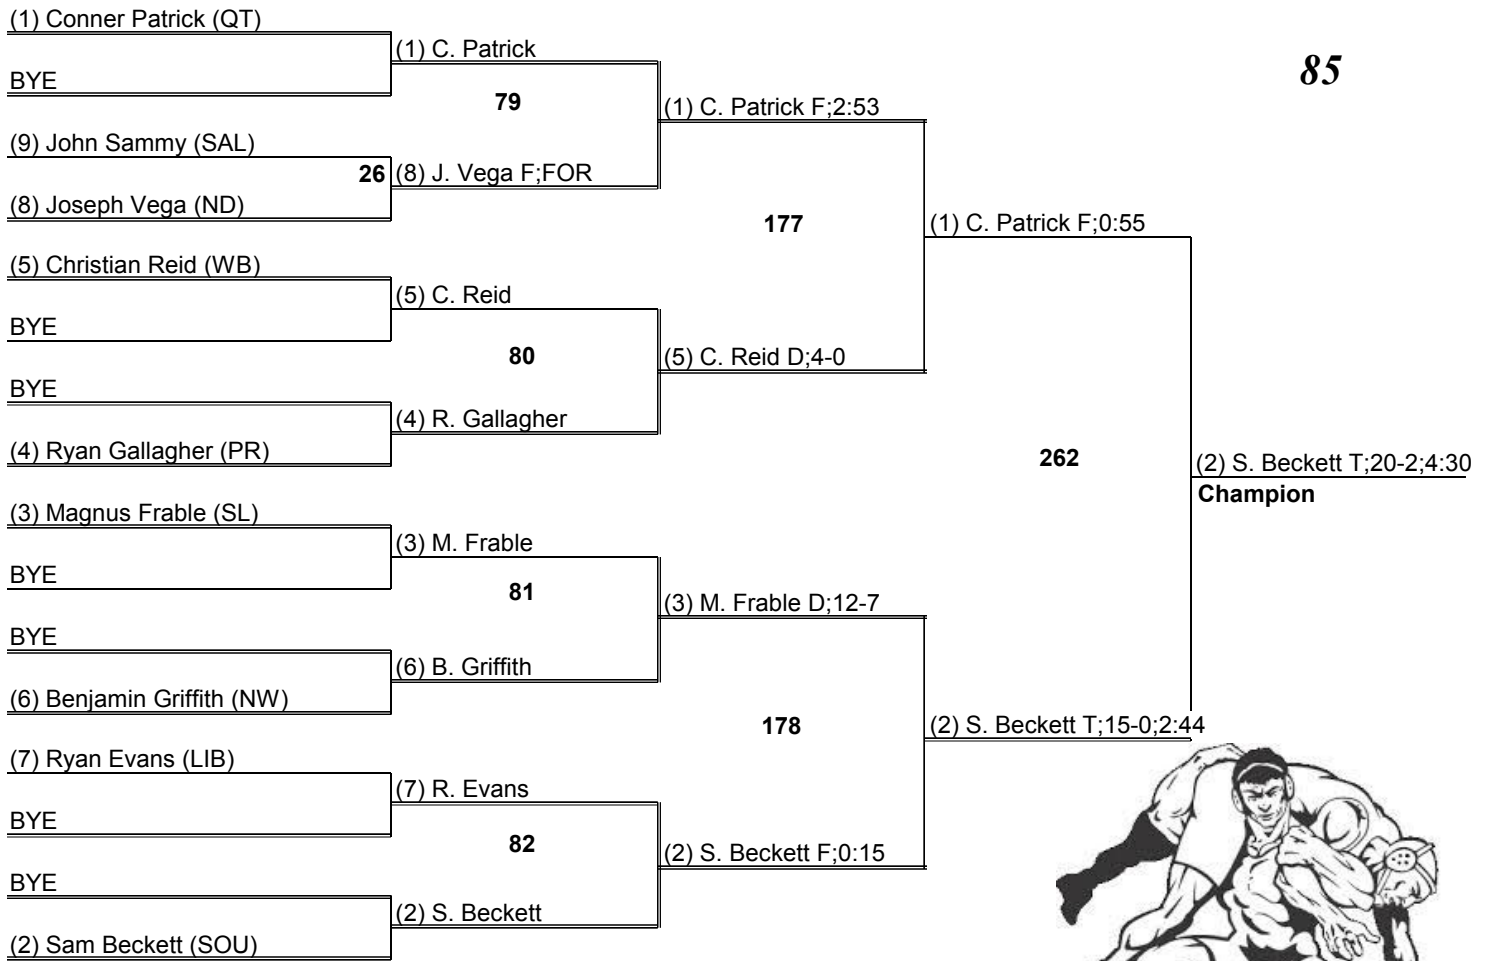 (1) Conner Patrick (QT)
BYE
(9) John Sammy (SAL)
(8) Joseph Vega (ND)
(5) Christian Reid (WB)
BYE
BYE
(4) Ryan Gallagher (PR)
(3) Magnus Frable (SL)
BYE
BYE
(6) Benjamin Griffith (NW)
(7) Ryan Evans (LIB)
BYE
BYE
(2) Sam Beckett (SOU)
26
(1) C. Patrick
79
(8) J. Vega F;FOR
(5) C. Reid
80
(4) R. Gallagher
(3) M. Frable
81
(6) B. Griffith
(7) R. Evans
82
(2) S. Beckett
(1) C. Patrick F;2:53
177
(5) C. Reid D;4-0
(3) M. Frable D;12-7
178
(2) S. Beckett F;0:15
(1) C. Patrick F;0:55
262
(2) S. Beckett T;15-0;2:44
85
(2) S. Beckett T;20-2;4:30
Champion